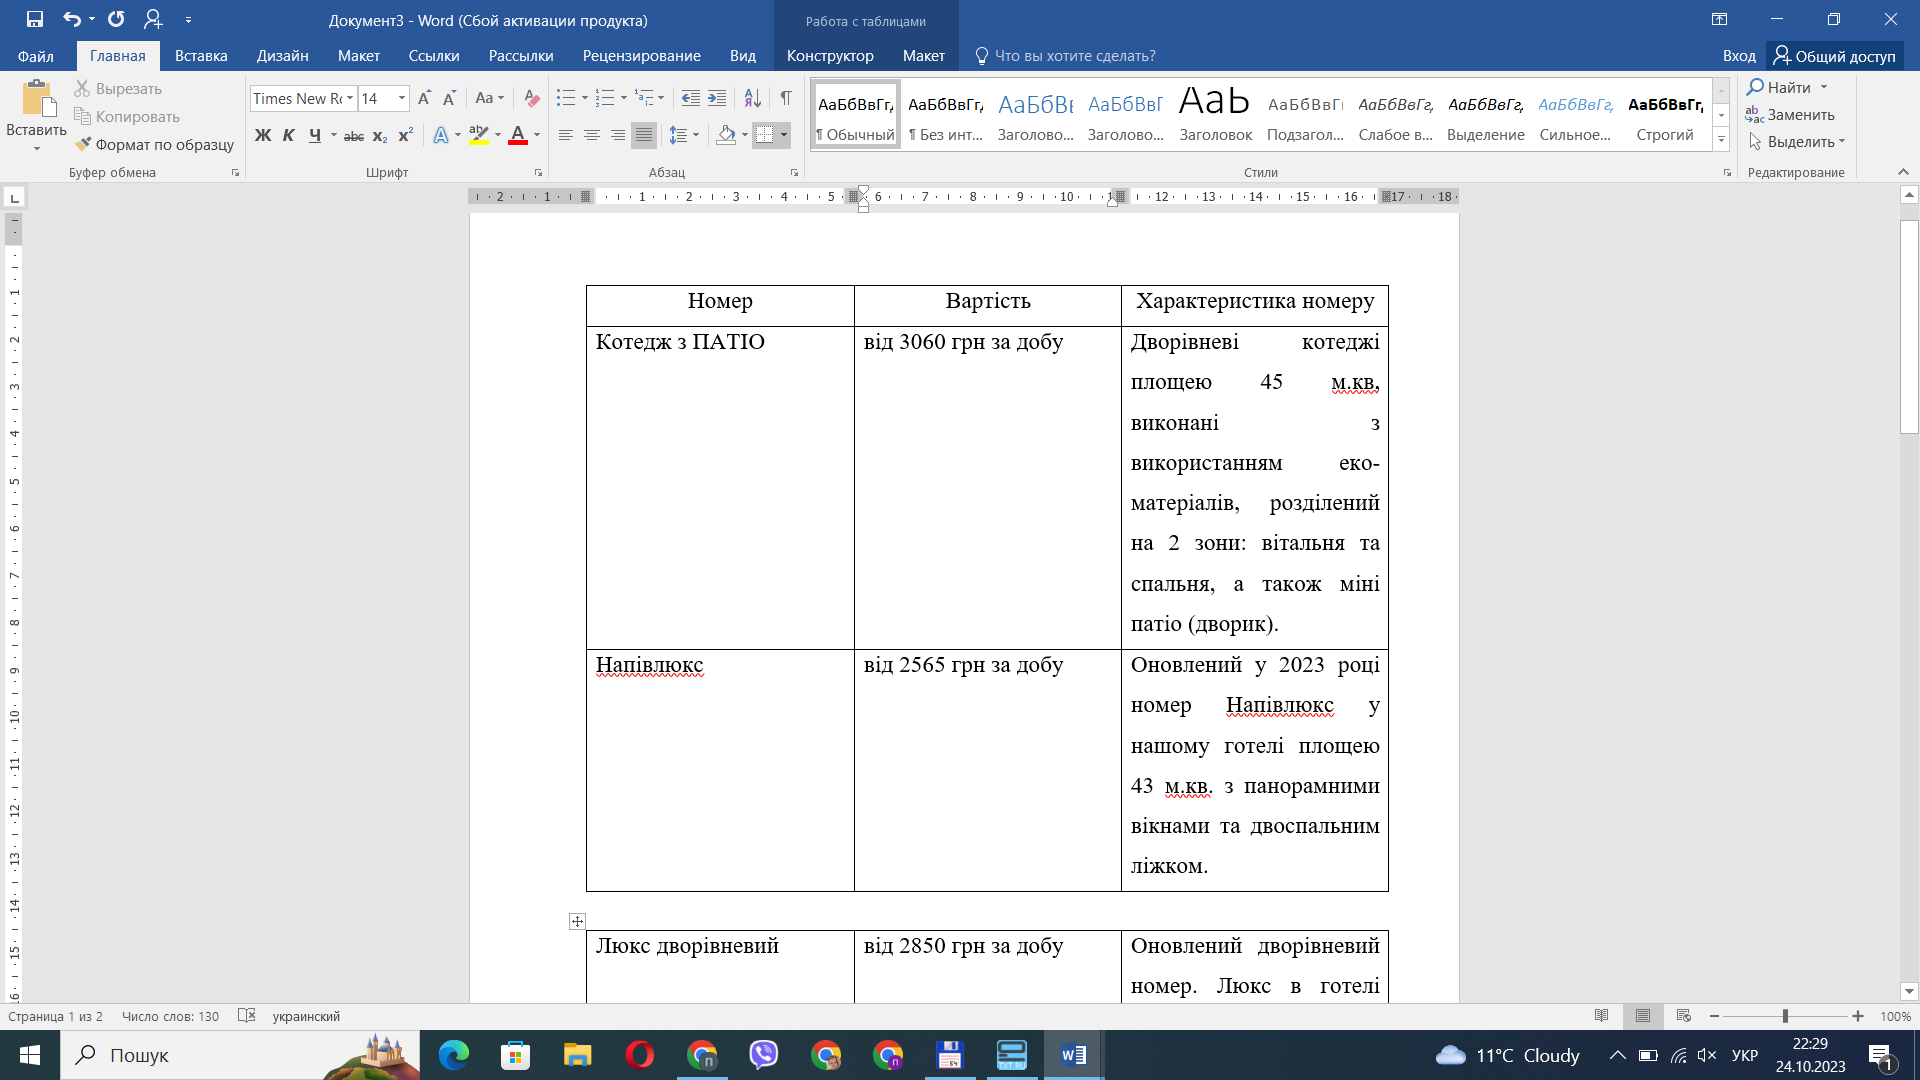 Документ3 - Word (Сбой активации продукта)
Работа с таблицами
Файл
Главная
Вставка
Дизайн
Макет
Ссылки
Рассылки
Рецензирование
Вид
Конструктор
Макет
Что вы хотите сделать?
Вход
Общий доступ
Вставить
Вырезать
Копировать
Формат по образцу
Буфер обмена
Times New Rc
14
Шрифт
Абзац
АаБбВвГг,
¶ Обычный
АаБбВвГг,
¶ Без инт...
АаБбВв
Заголово...
АаБбВвГ
Заголово...
АаЬ
Заголовок
АаБбВвГг
Подзагол...
АаБбВвГг,
Слабое в...
АаБбВвГг,
Выделение
АаБбВвГг,
Сильное...
АаБбВвГг,
Строгий
Стили
Найти
Заменить
Выделить
Редактирование
Номер
Вартість
Характеристика номеру
Котедж з ПАТІО
від 3060 грн за добу
Дворівневі котеджі
площею 45 м.кв,
виконані з
використанням еко-
матеріалів, розділений
на 2 зони: вітальня та
спальня, а також міні
патіо (дворик).
Напівлюкс
від 2565 грн за добу
Оновлений у 2023 році
номер Напівлюкс у
нашому готелі площею
43 м.кв. з панорамними
вікнами та двоспальним
ліжком.
Люкс дворівневий
від 2850 грн за добу
Оновлений дворівневий
номер. Люкс в готелі
Страница 1 из 2
Число слов: 130
украинский
100%
Пошук
11°C Cloudy
УКР
22:29
24.10.2023
1